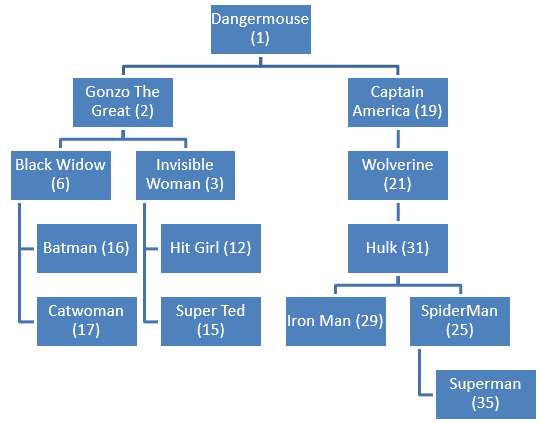 Dangermouse
(1)
Gonzo The
Great (2)
Captain
America (19)
Black Widow
(6)
Invisible
Woman (3)
Wolverine
(21)
Batman (16)
Hit Girl (12)
Hulk (31)
Catwoman
(17)
Super Ted
(15)
Iron Man (29)
SpiderMan
(25)
Superman
(35)